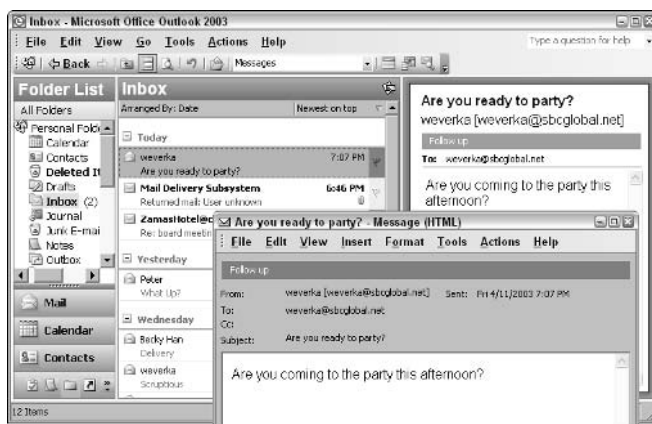 Inbox - Microsoft Office Outlook 2003
File Edit View Go Tools Actions Help
Type a question for help
Back
Messages
Folder List
All Folders
Personal Folde
Calendar
Contacts
Deleted It
Drafts
Inbox (2)
Journal
Junk E-mai
Notes
Outbox
Mail
Calendar
Contacts
12 Items
Inbox
Arranged By: Date Newest on top
Today
weverka 7:07 PM
Are you ready to party?
Mail Delivery Subsystem 6:46 PM
Returned mail: User unknown
ZamasHotel@c
Re: board meetin
Yesterday
Peter
What Up?
Wednesday
Becky Han
Delivery
weverka
Scruptious
Are you ready to party?
weverka [weverka@sbcglobal.net]
Follow up
To: weverka@sbcglobal.net
Are you coming to the party this
afternoon?
Are you ready to party? - Message (HTML)
File Edit View Insert Format Tools Actions Help
Follow up
From: weverka [weverka@sbcglobal.net] Sent: Fri 4/11/2003 7:07 PM
To: weverka@sbcglobal.net
Cc:
Subject: Are you ready to party?
Are you coming to the party this afternoon?